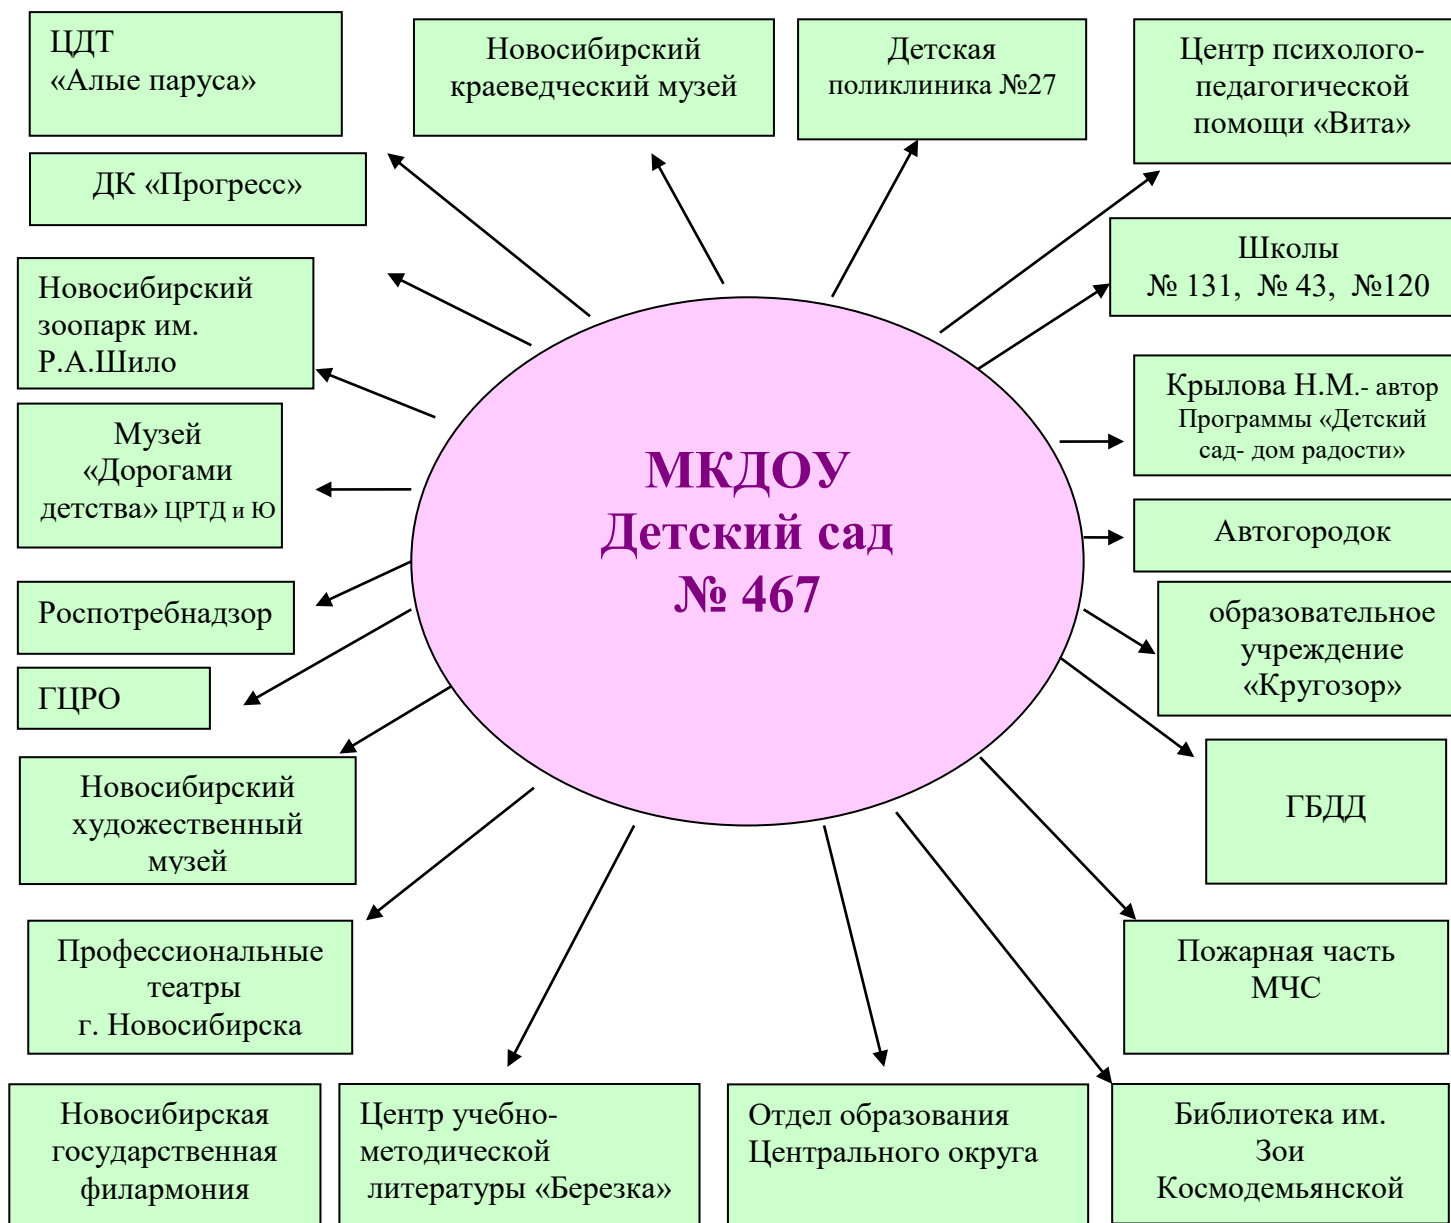 ЦДТ
«Алые паруса»
Новосибирский
краеведческий музей
Детская
поликлиника №27
Центр психолого-
педагогической
помощи «Вита»
ДК «Прогресс»
Школы
№ 131, № 43, №120
Новосибирский
зоопарк им.
Р.А.Шило
Крылова Н.М.- автор
Программы «Детский
сад- дом радости»
Музей
«Дорогами
детства» ЦРТД и Ю
МКДОУ
Детский сад
№ 467
Автогородок
Роспотребнадзор
образовательное
учреждение
«Кругозор»
ГЦРО
Новосибирский
художественный
музей
ГБДД
Профессиональные
театры
г. Новосибирска
Пожарная часть
МЧС
Новосибирская
государственная
филармония
Центр учебно-
методической
литературы «Березка»
Отдел образования
Центрального округа
Библиотека им.
Зои
Космодемьянской